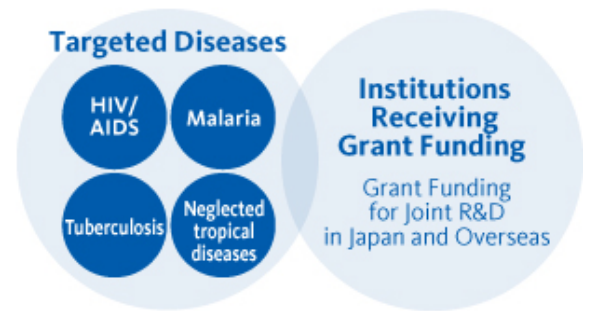 Targeted Diseases
HIV/
AIDS
Malaria
Tuberculosis
Neglected
tropical
diseases
Institutions
Receiving
Grant Funding
Grant Funding
for Joint R&D
in Japan and Overseas